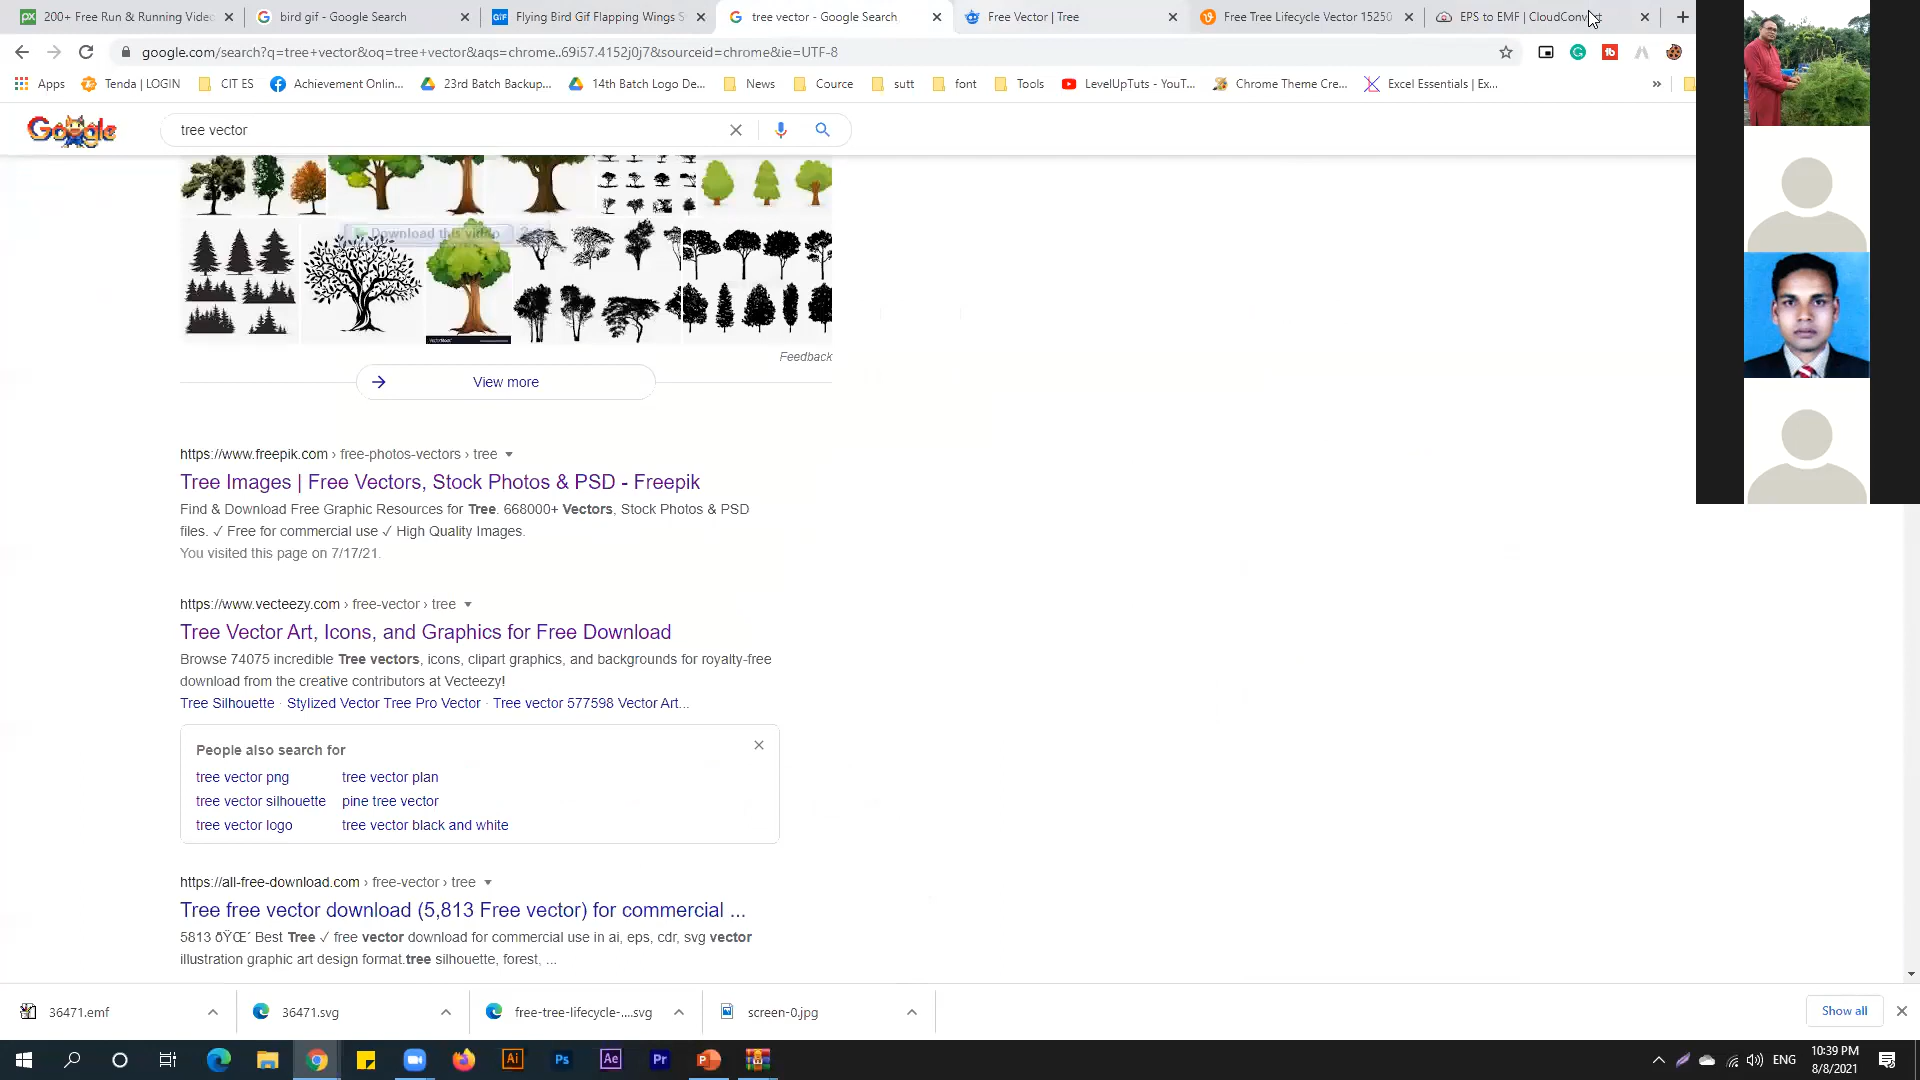 200+ Free Run & Running Video
bird gif - Google Search
Flying Bird Gif Flapping Wings S
tree vector - Google Search
Free Vector | Tree
Free Tree Lifecycle Vector 15250
EPS to EMF | CloudConvert
google.com/search?q=tree+vector&oq=tree+vector&aqs=chrome..69i57.4152j0j7&sourceid=chrome&ie=UTF-8
Apps
Tenda | LOGIN
CIT ES
Achievement Onlin...
23rd Batch Backup...
14th Batch Logo De...
News
Cource
sutt
font
Tools
LevelUpTuts - YouT...
Chrome Theme Cre...
Excel Essentials | Ex...
»
Google
tree vector
Download this video
Feedback
View more
https://www.freepik.com › free-photos-vectors › tree
Tree Images | Free Vectors, Stock Photos & PSD - Freepik
Find & Download Free Graphic Resources for Tree. 668000+ Vectors, Stock Photos & PSD
files. ✓ Free for commercial use ✓ High Quality Images.
You visited this page on 7/17/21.
https://www.vecteezy.com › free-vector › tree
Tree Vector Art, Icons, and Graphics for Free Download
Browse 74075 incredible Tree vectors, icons, clipart graphics, and backgrounds for royalty-free
download from the creative contributors at Vecteezy!
Tree Silhouette · Stylized Vector Tree Pro Vector · Tree vector 577598 Vector Art...
People also search for
tree vector png
tree vector plan
tree vector silhouette
pine tree vector
tree vector logo
tree vector black and white
https://all-free-download.com › free-vector › tree
Tree free vector download (5,813 Free vector) for commercial ...
5813 ðŸŒ´ Best Tree ✓ free vector download for commercial use in ai, eps, cdr, svg vector
illustration graphic art design format.tree silhouette, forest, ...
36471.emf
36471.svg
free-tree-lifecycle-....svg
screen-0.jpg
Show all
ENG
10:39 PM
8/8/2021